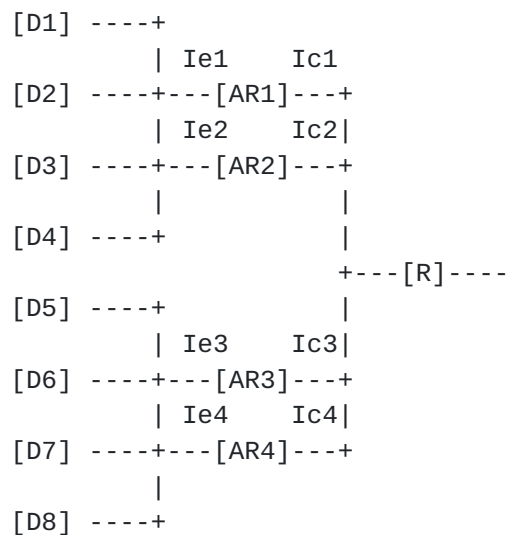 [D1] ----+
         | Ie1    Ic1
[D2] ----+---[AR1]---+
         | Ie2    Ic2|
[D3] ----+---[AR2]---+
         |           |
[D4] ----+           |
                     +---[R]----
[D5] ----+           |
         | Ie3    Ic3|
[D6] ----+---[AR3]---+
         | Ie4    Ic4|
[D7] ----+---[AR4]---+
         |
[D8] ----+